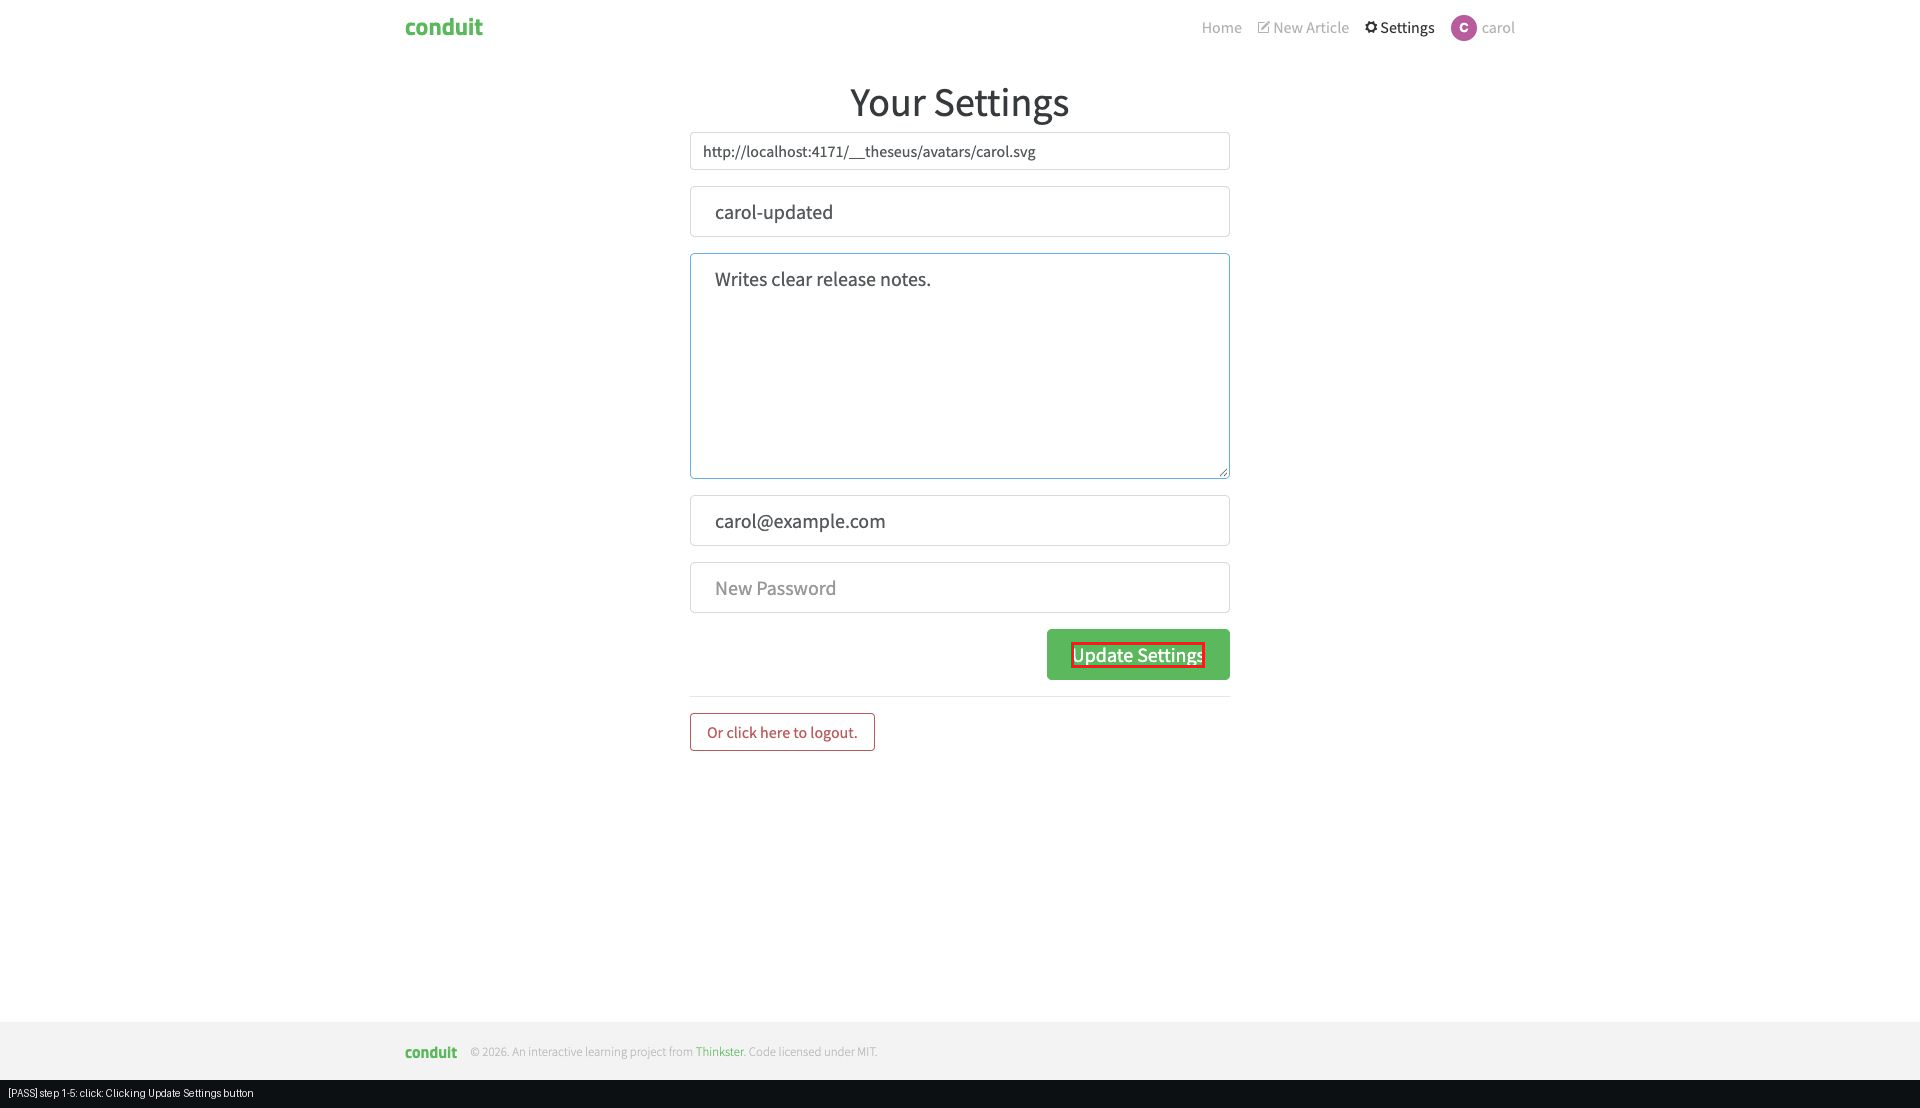 conduit
Home New Article Settings C carol
Your Settings
http://localhost:4171/__theseus/avatars/carol.svg
carol-updated
Writes clear release notes.
carol@example.com
New Password
Update Settings
Or click here to logout.
conduit © 2026. An interactive learning project from Thinkster. Code licensed under MIT.
[PASS] step 1-5: click: Clicking Update Settings button